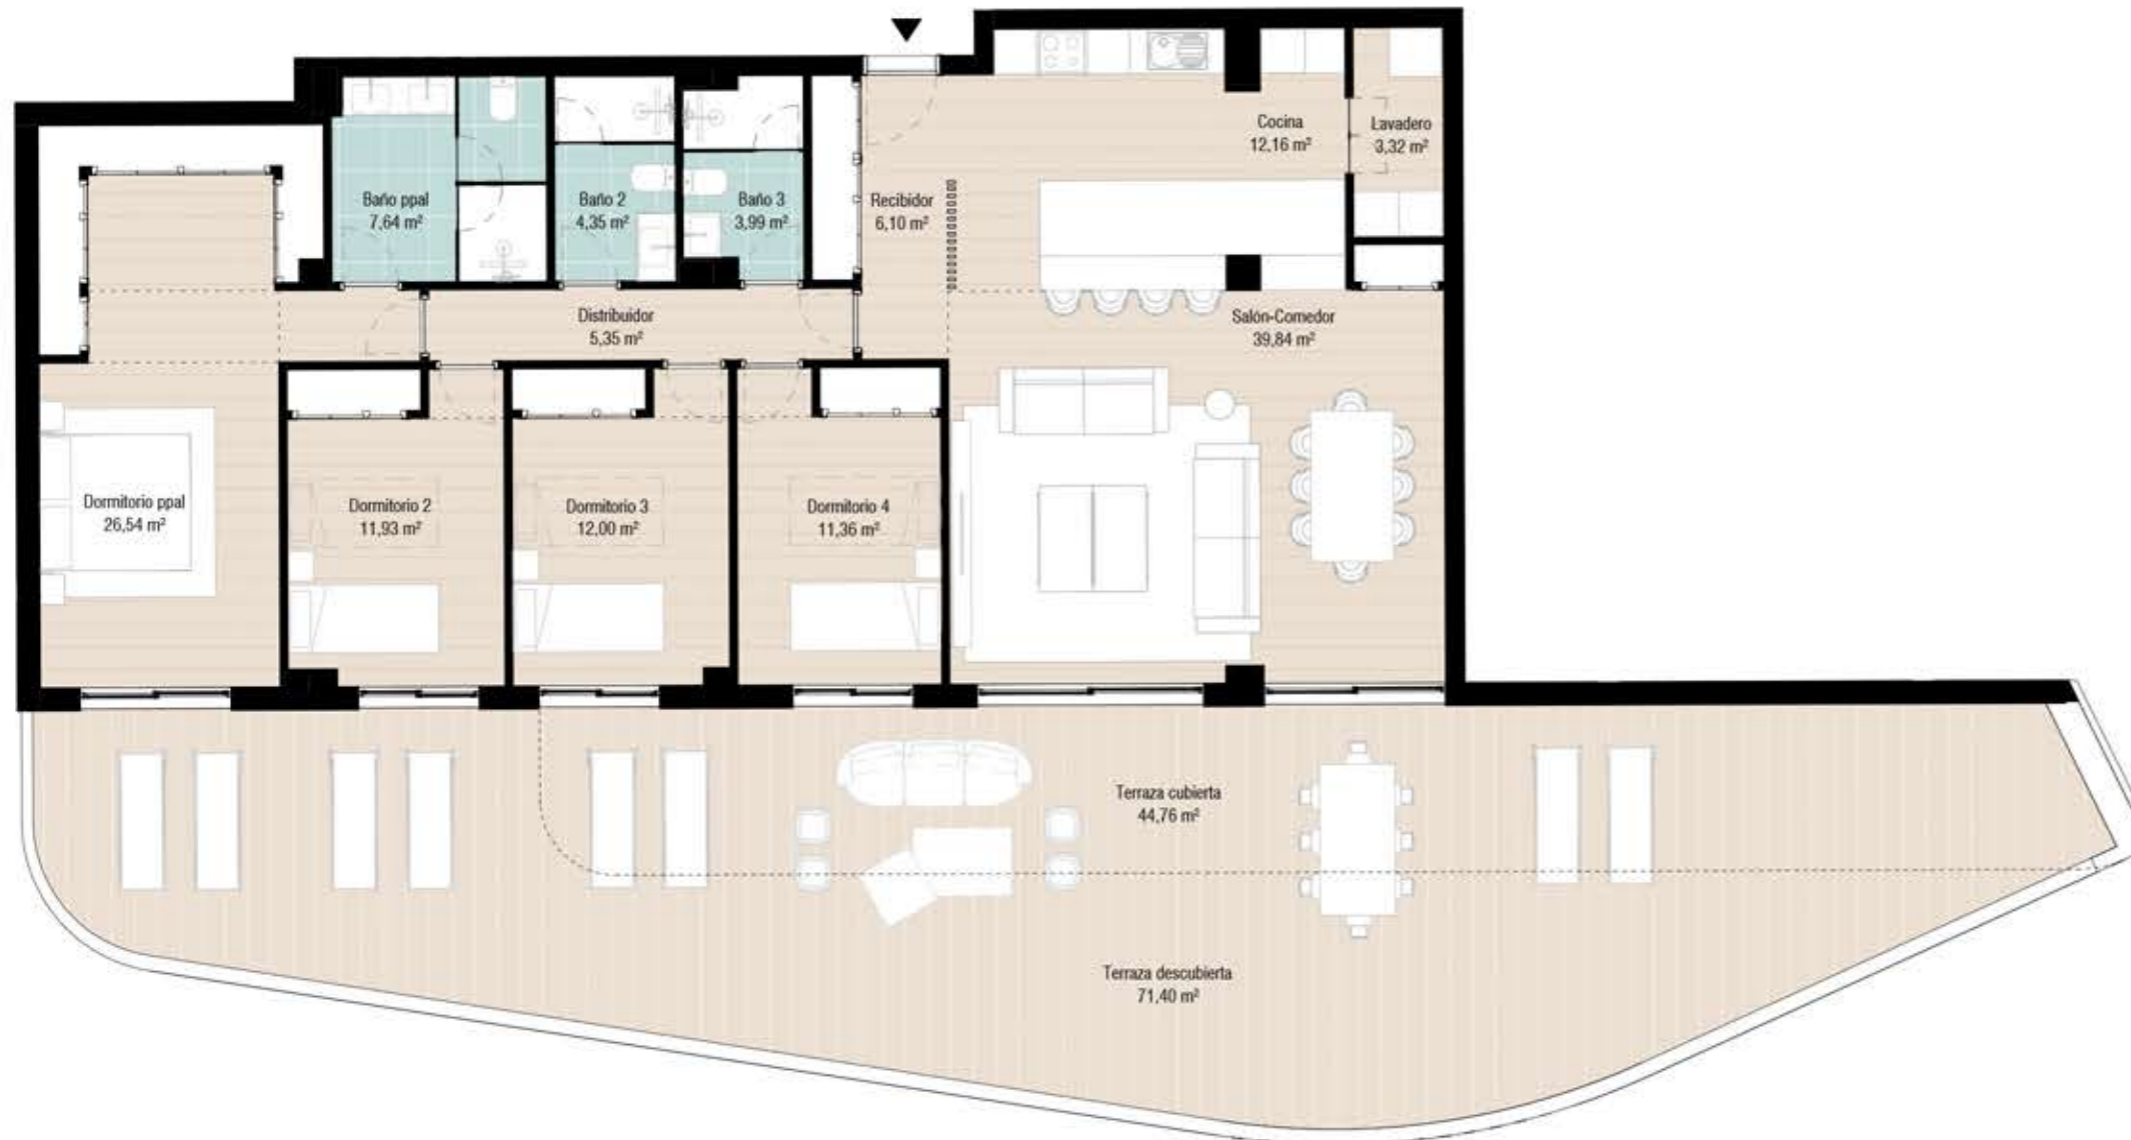 Cocina
12,16 m²
Lavadero
3,32 m²
Baño ppal
7,64 m²
Baño 2
4,35 m²
Baño 3
3,99 m²
Recibidor
6,10 m²
Distribuidor
5,35 m²
Salón-Comedor
39,84 m²
Dormitorio ppal
26,54 m²
Dormitorio 2
11,93 m²
Dormitorio 3
12,00 m²
Dormitorio 4
11,36 m²
Terraza cubierta
44,76 m²
Terraza descubierta
71,40 m²